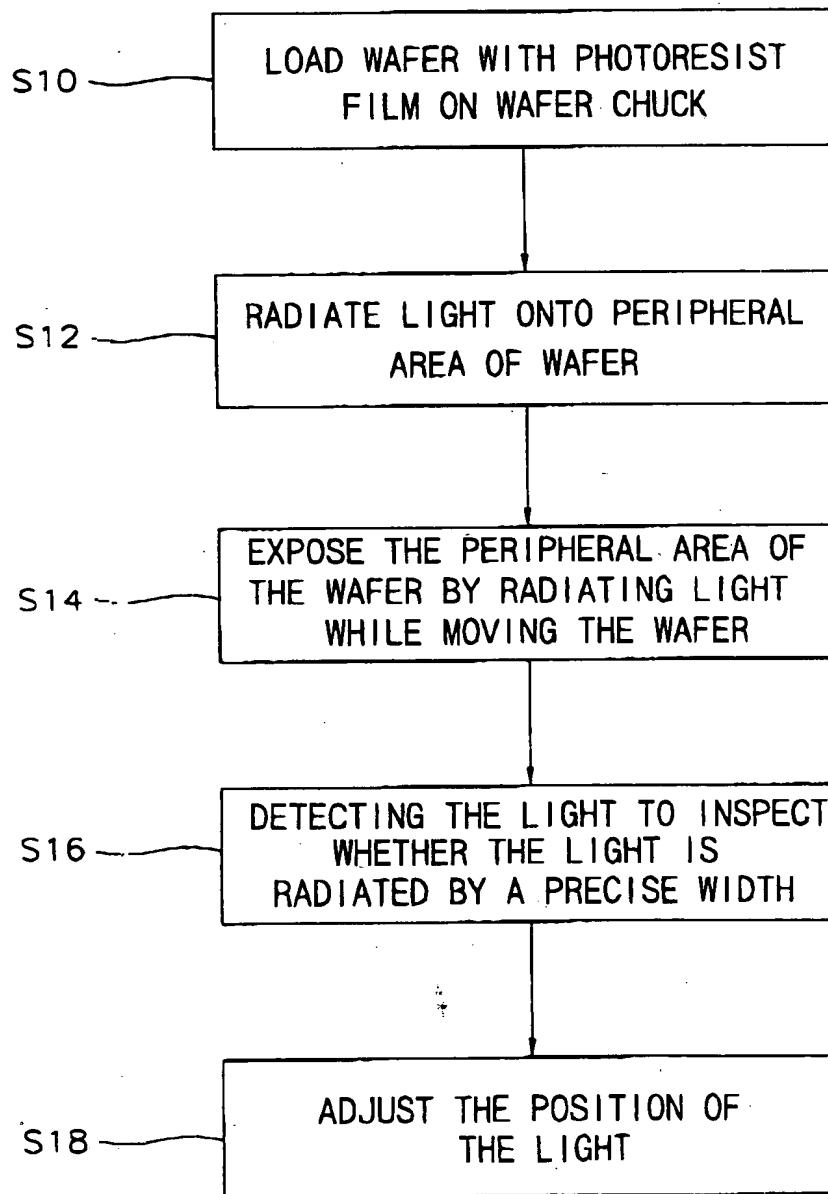 S10
LOAD WAFER WITH PHOTORESIST
FILM ON WAFER CHUCK
S12
RADIATE LIGHT ONTO PERIPHERAL
AREA OF WAFER
S14
EXPOSE THE PERIPHERAL AREA OF
THE WAFER BY RADIATING LIGHT
WHILE MOVING THE WAFER
S16
DETECTING THE LIGHT TO INSPECT
WHETHER THE LIGHT IS
RADIATED BY A PRECISE WIDTH
S18
ADJUST THE POSITION OF
THE LIGHT